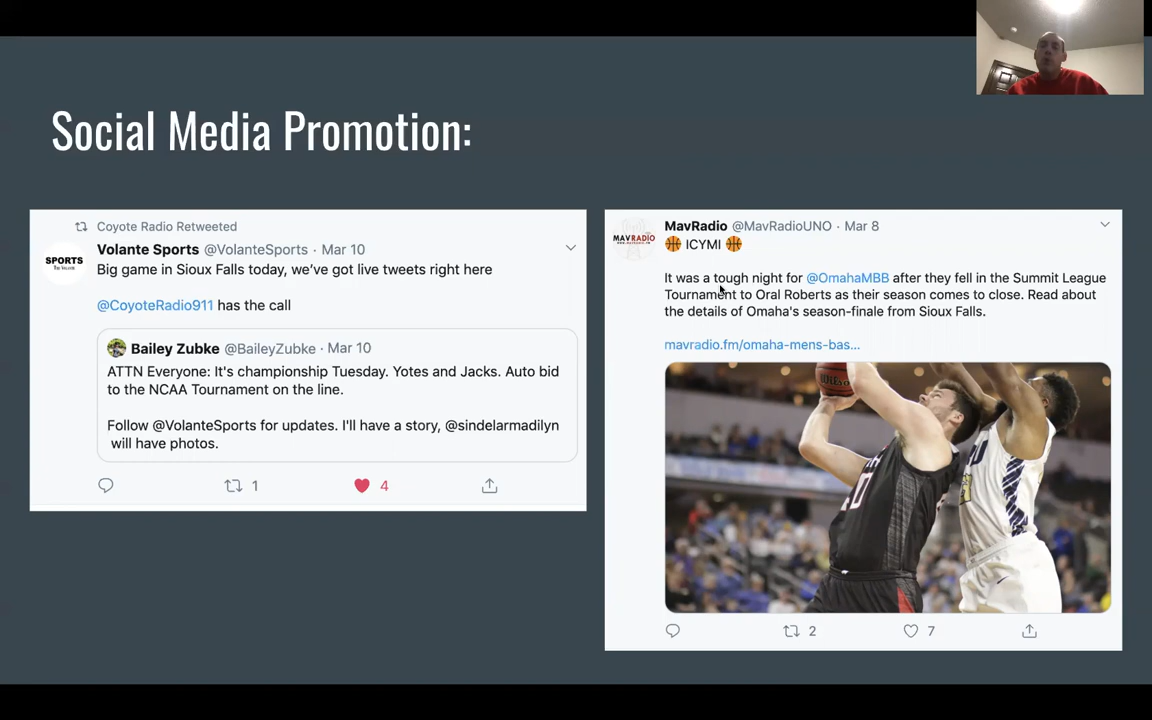 Social Media Promotion:
Coyote Radio Retweeted
SPORTS
Volante Sports @VolanteSports · Mar 10
Big game in Sioux Falls today, we've got live tweets right here
@CoyoteRadio911 has the call
Bailey Zubke @BaileyZubke · Mar 10
ATTN Everyone: It's championship Tuesday. Yotes and Jacks. Auto bid
to the NCAA Tournament on the line.
Follow @VolanteSports for updates. I'll have a story, @sindelarmadilyn
will have photos.
1
4
MAVRADIO
MavRadio @MavRadioUNO · Mar 8
🏀 ICYMI 🏀
It was a tough night for @OmahaMBB after they fell in the Summit League
Tournament to Oral Roberts as their season comes to close. Read about
the details of Omaha's season-finale from Sioux Falls.
mavradio.fm/omaha-mens-bas...
2
7